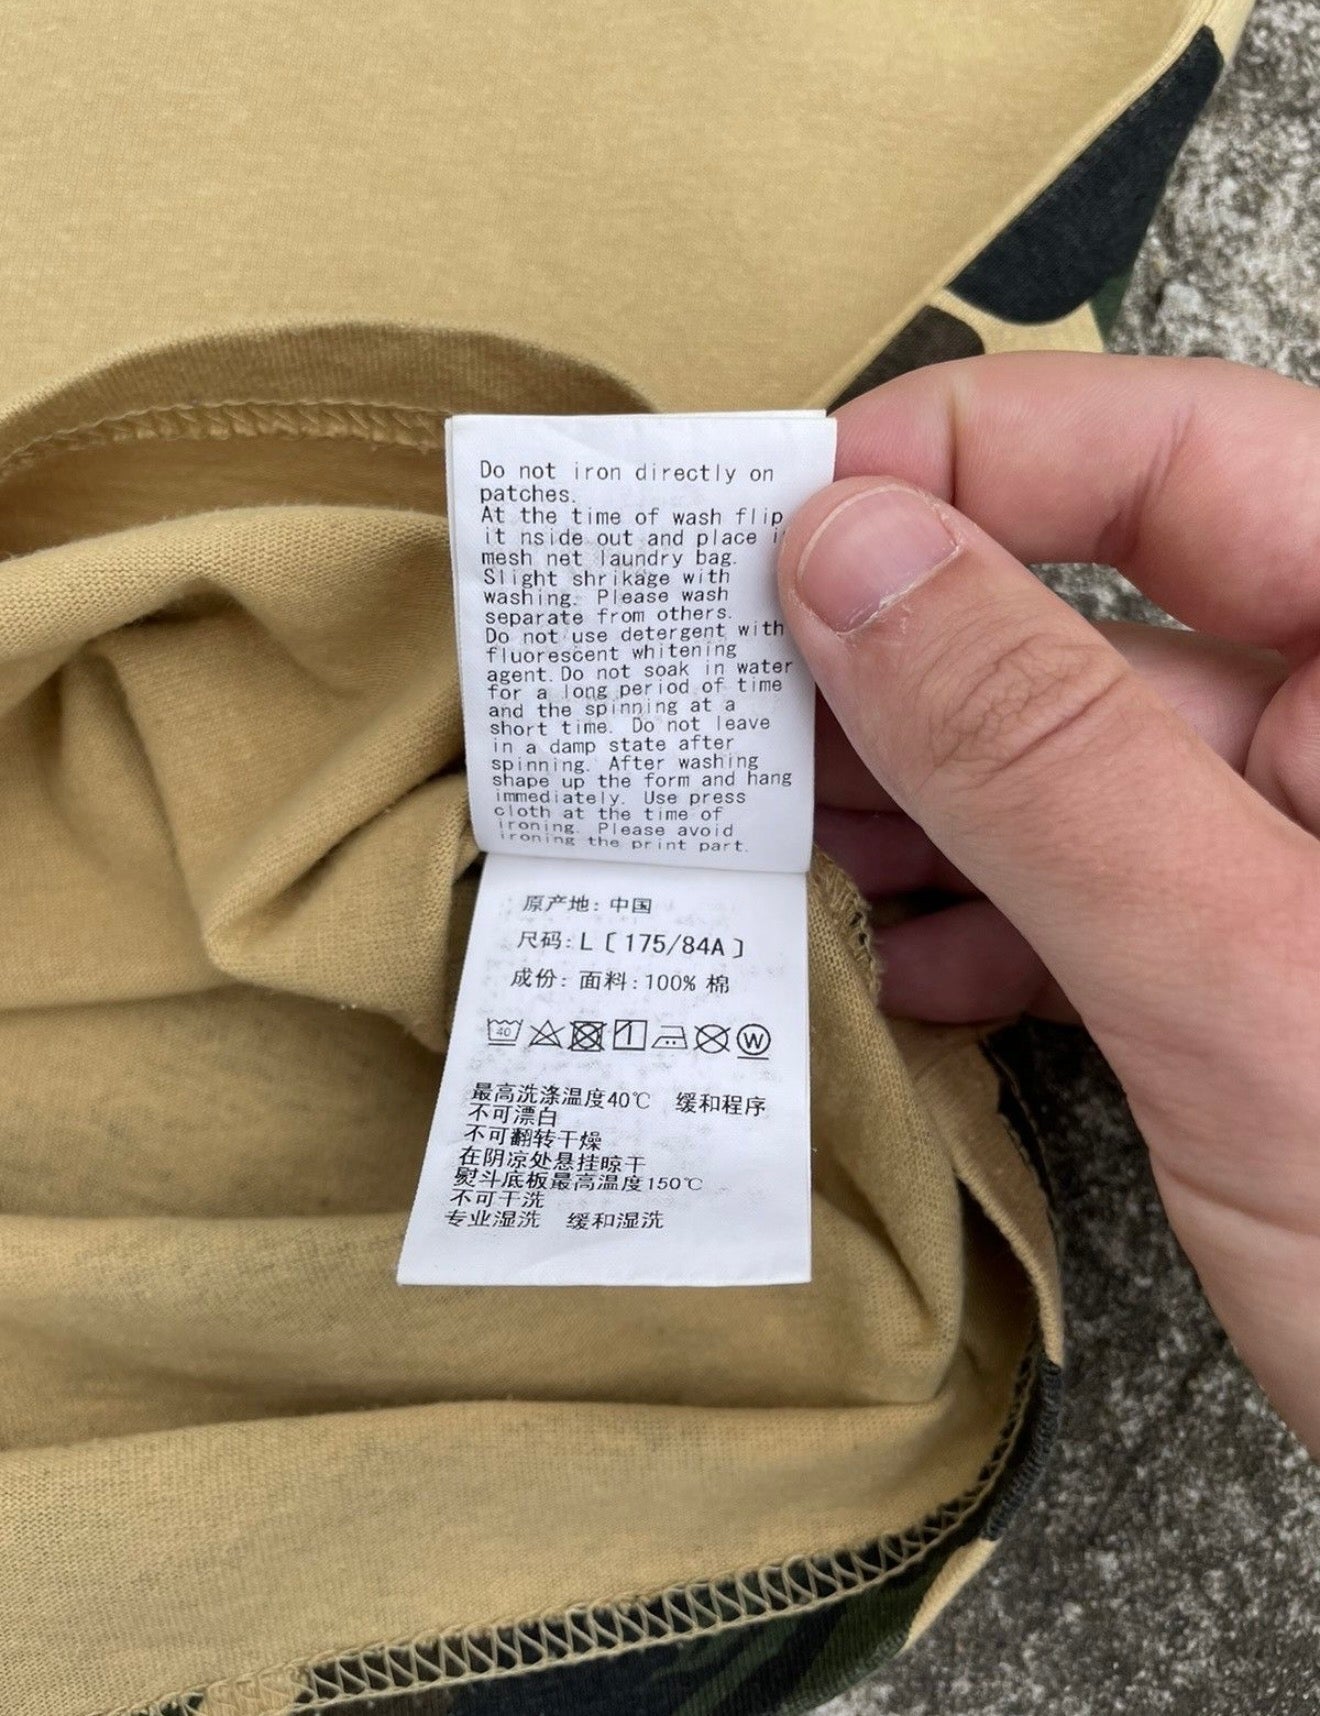 Do not iron directly on
patches.
At the time of wash flip
it nside out and place
mesh net laundry bag.
Slight shrikage with
washing. Please wash
separate from others.
Do not use detergent with
fluorescent whitening
agent. Do not soak in water
for a long period of time
and the spinning at a
short time. Do not leave
in a damp state after
spinning. After washing
shape up the form and hang
immediately. Use press
cloth at the time of
ironing. Please avoid
ironing the print part.
原产地: 中国
尺码: L〔175/84A〕
成份: 面料: 100% 棉
40 W
最高洗涤温度40℃ 缓和程序
不可漂白
不可翻转干燥
在阴凉处悬挂晾干
熨斗底板最高温度150℃
不可干洗
专业湿洗 缓和湿洗